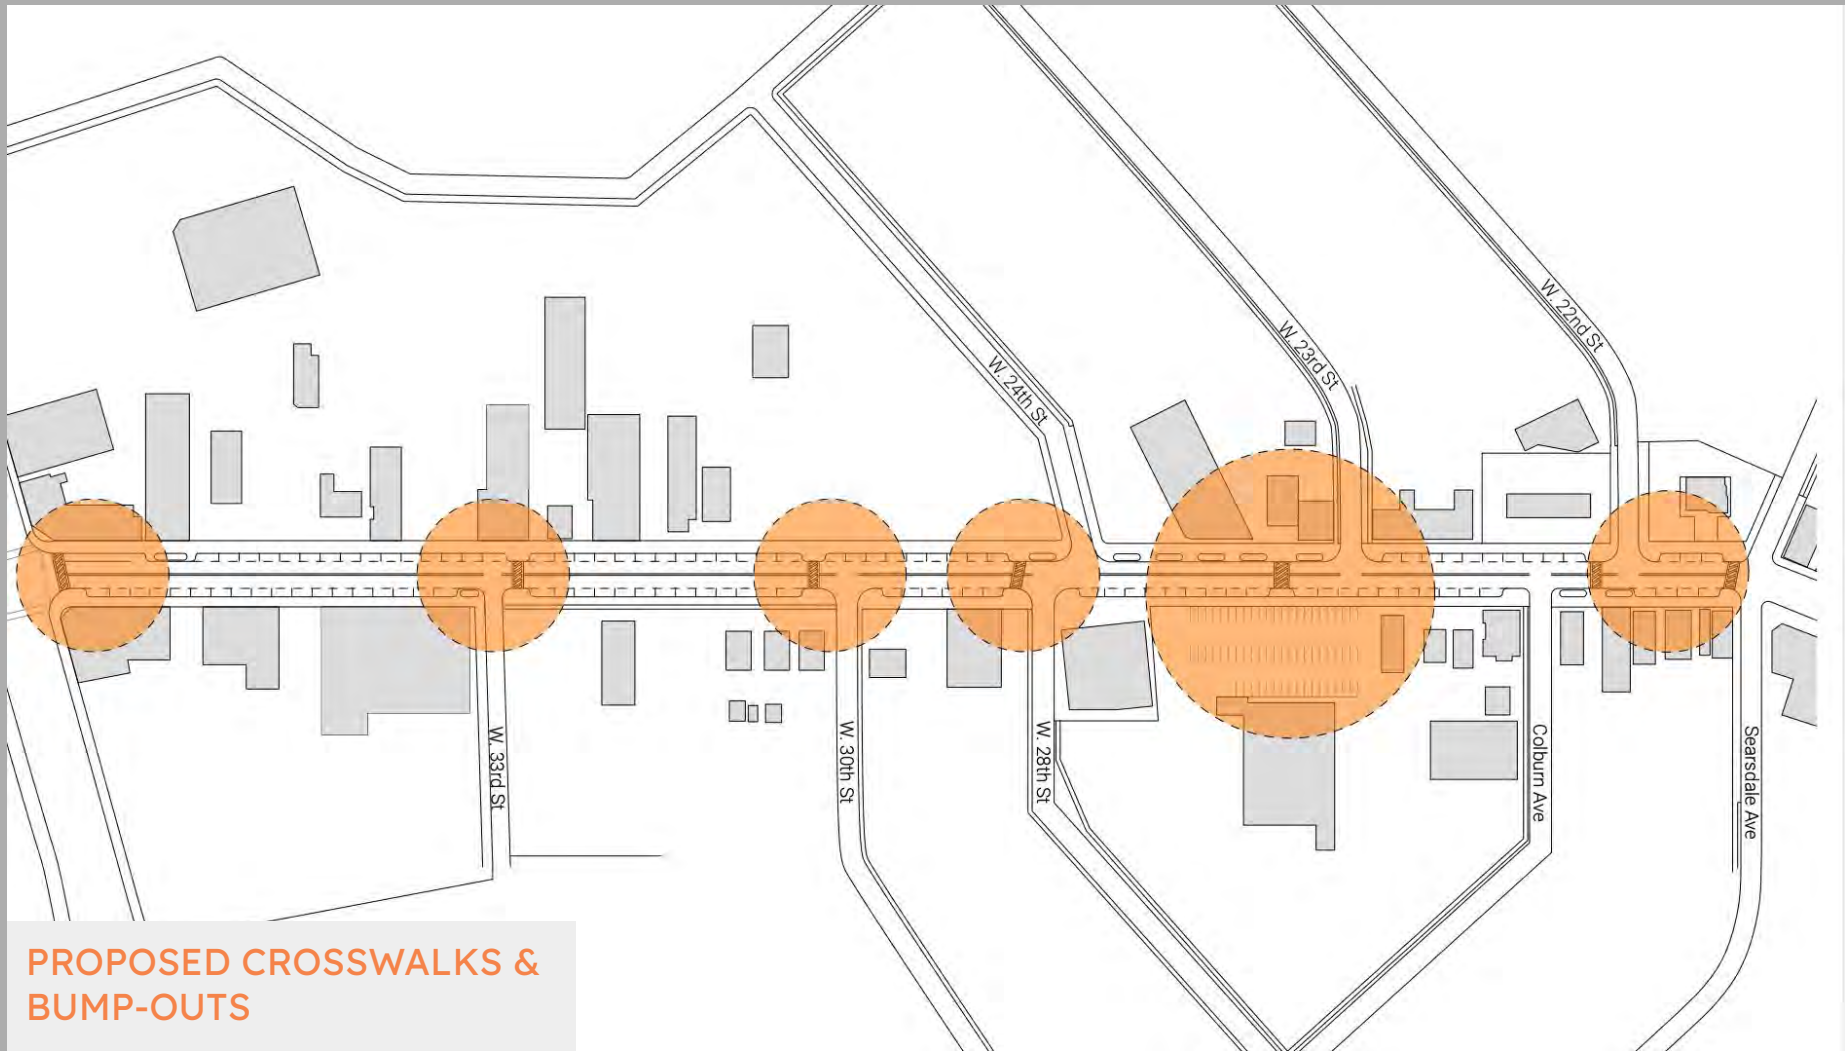 W. 22nd St
W. 23rd St
W. 24th St
W. 33rd St
W. 30th St
W. 28th St
Colburn Ave
Searsdale Ave
PROPOSED CROSSWALKS &
BUMP-OUTS